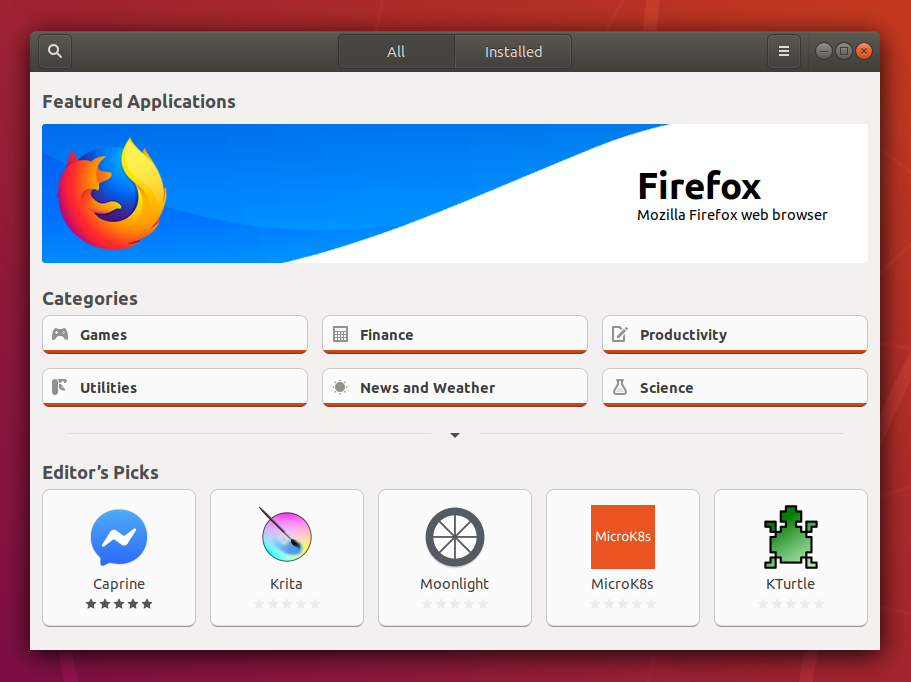 All
Installed
Featured Applications
Firefox
Mozilla Firefox web browser
Categories
Games
Finance
Productivity
Utilities
News and Weather
Science
Editor’s Picks
MicroK8s
Caprine
Krita
Moonlight
MicroK8s
KTurtle